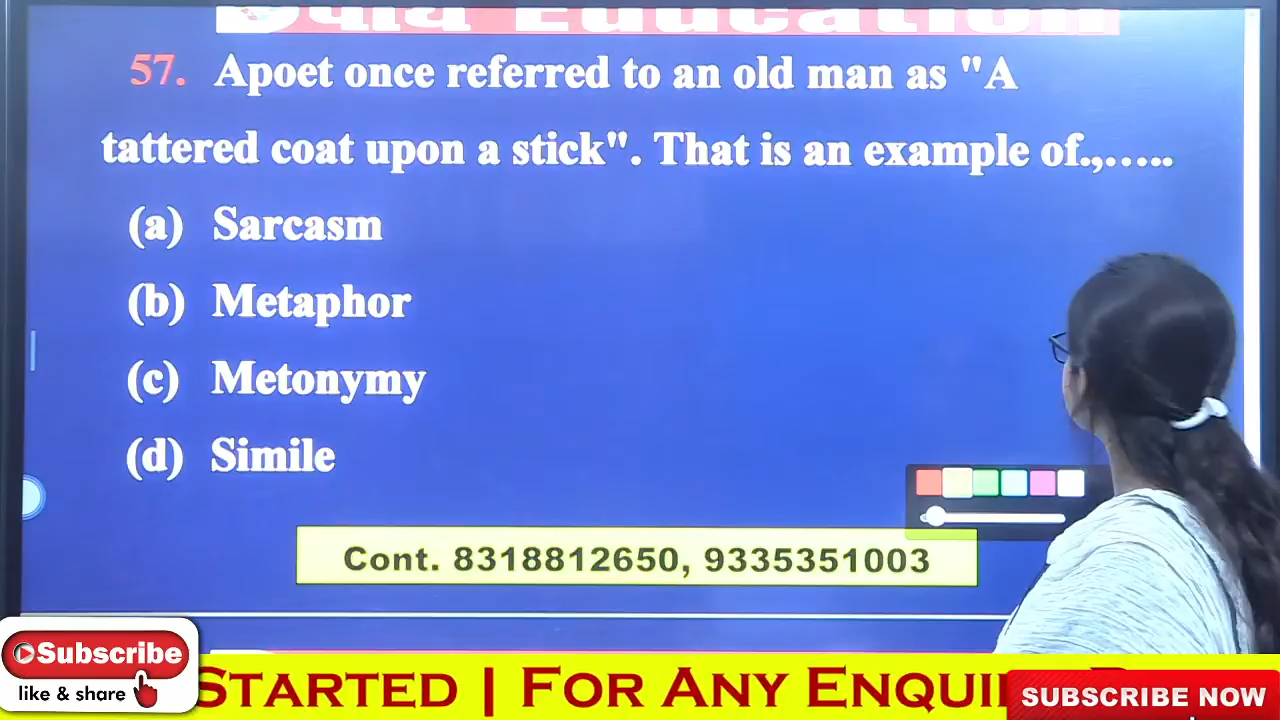 Education
57. Apoet once referred to an old man as "A
tattered coat upon a stick". That is an example of.,.....
(a) Sarcasm
(b) Metaphor
(c) Metonymy
(d) Simile
Cont. 8318812650, 9335351003
Subscribe
like & share
STARTED | FOR ANY ENQUI
SUBSCRIBE NOW